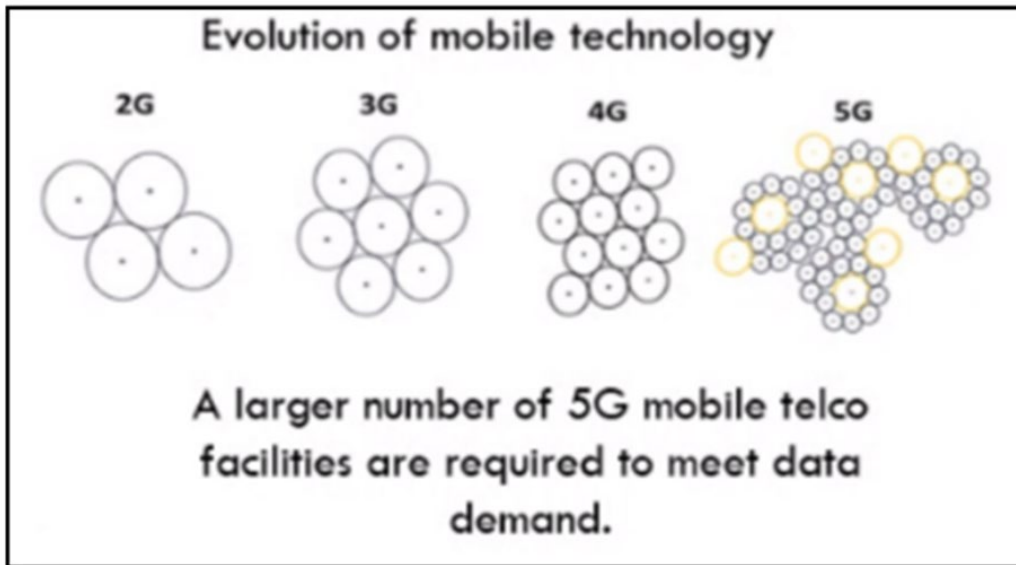 Evolution of mobile technology
2G 3G 4G 5G
A larger number of 5G mobile telco
facilities are required to meet data
demand.